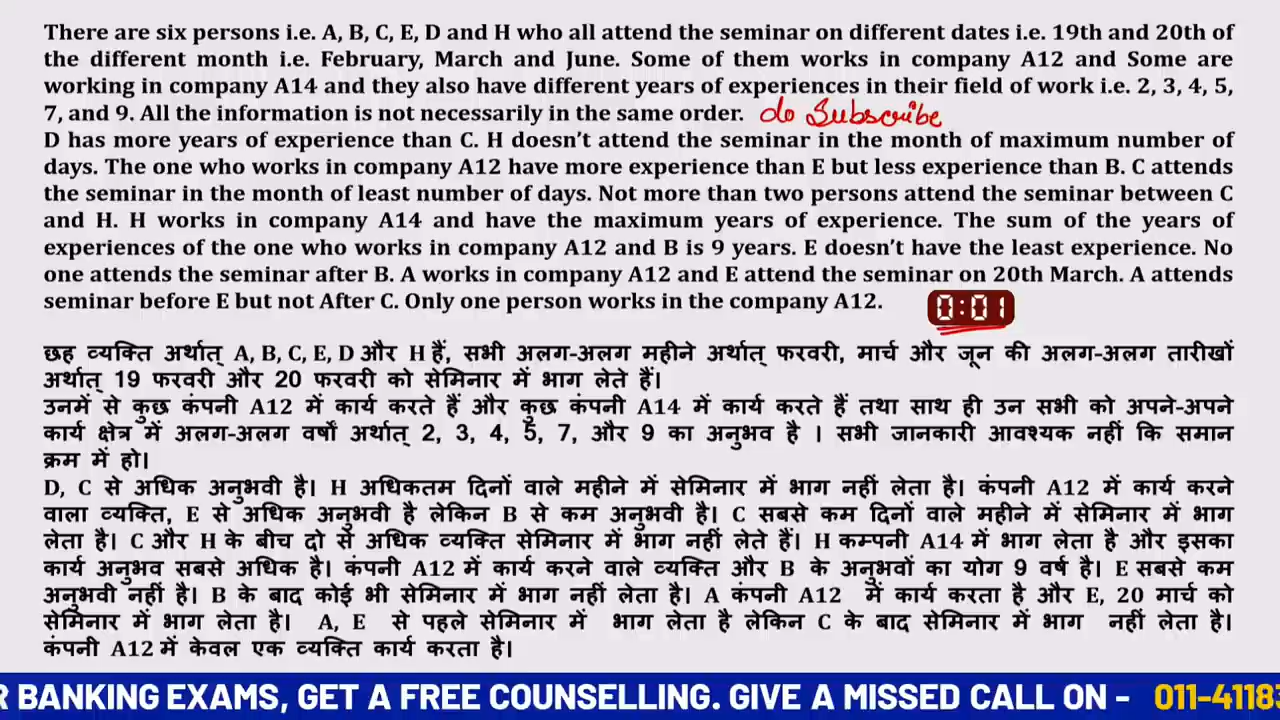 There are six persons i.e. A, B, C, E, D and H who all attend the seminar on different dates i.e. 19th and 20th of
the different month i.e. February, March and June. Some of them works in company A12 and Some are
working in company A14 and they also have different years of experiences in their field of work i.e. 2, 3, 4, 5,
7, and 9. All the information is not necessarily in the same order. do Subscribe
D has more years of experience than C. H doesn't attend the seminar in the month of maximum number of
days. The one who works in company A12 have more experience than E but less experience than B. C attends
the seminar in the month of least number of days. Not more than two persons attend the seminar between C
and H. H works in company A14 and have the maximum years of experience. The sum of the years of
experiences of the one who works in company A12 and B is 9 years. E doesn't have the least experience. No
one attends the seminar after B. A works in company A12 and E attend the seminar on 20th March. A attends
seminar before E but not After C. Only one person works in the company A12.
0:01
छह व्यक्ति अर्थात् A, B, C, E, D और H हैं, सभी अलग-अलग महीने अर्थात् फरवरी, मार्च और जून की अलग-अलग तारीखों
अर्थात् 19 फरवरी और 20 फरवरी को सेमिनार में भाग लेते हैं।
उनमें से कुछ कंपनी A12 में कार्य करते हैं और कुछ कंपनी A14 में कार्य करते हैं तथा साथ ही उन सभी को अपने-अपने
कार्य क्षेत्र में अलग-अलग वर्षों अर्थात् 2, 3, 4, 5, 7, और 9 का अनुभव है । सभी जानकारी आवश्यक नहीं कि समान
क्रम में हो।
D, C से अधिक अनुभवी है। H अधिकतम दिनों वाले महीने में सेमिनार में भाग नहीं लेता है। कंपनी A12 में कार्य करने
वाला व्यक्ति, E से अधिक अनुभवी है लेकिन B से कम अनुभवी है। C सबसे कम दिनों वाले महीने में सेमिनार में भाग
लेता है। C और H के बीच दो से अधिक व्यक्ति सेमिनार में भाग नहीं लेते हैं। H कम्पनी A14 में भाग लेता है और इसका
कार्य अनुभव सबसे अधिक है। कंपनी A12 में कार्य करने वाले व्यक्ति और B के अनुभवों का योग 9 वर्ष है। E सबसे कम
अनुभवी नहीं है। B के बाद कोई भी सेमिनार में भाग नहीं लेता है। A कंपनी A12 में कार्य करता है और E, 20 मार्च को
सेमिनार में भाग लेता है। A, E से पहले सेमिनार में भाग लेता है लेकिन C के बाद सेमिनार में भाग नहीं लेता है।
कंपनी A12 में केवल एक व्यक्ति कार्य करता है।
R BANKING EXAMS, GET A FREE COUNSELLING. GIVE A MISSED CALL ON - 011-4118